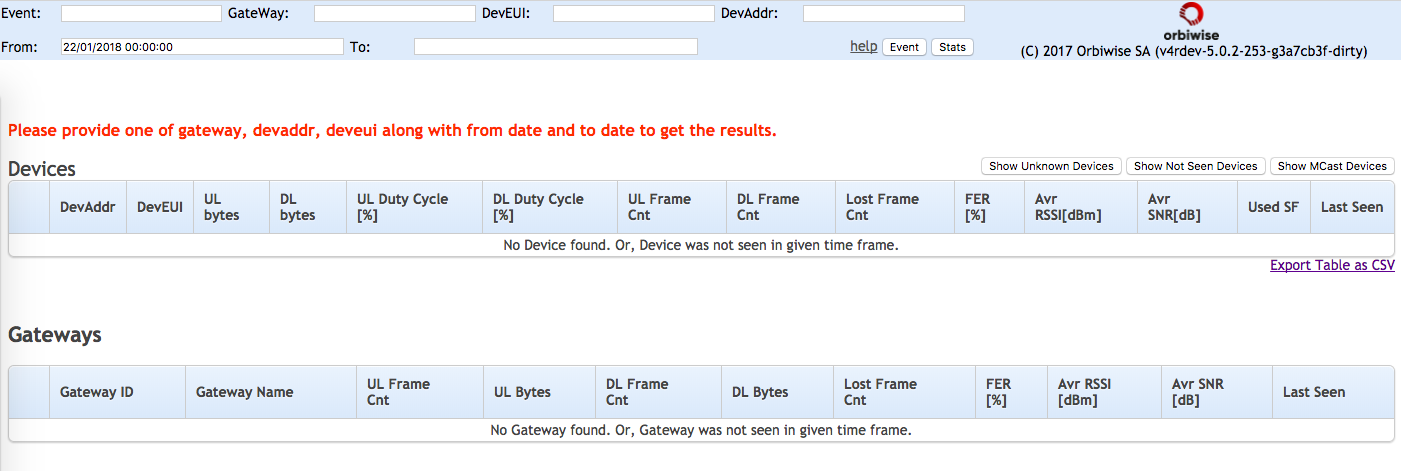 Event: GateWay: DevEUI: DevAddr:
orbiwise
From: 22/01/2018 00:00:00 To: help Event Stats
(C) 2017 Orbiwise SA (v4rdev-5.0.2-253-g3a7cb3f-dirty)
Please provide one of gateway, devaddr, deveui along with from date and to date to get the results.
Devices Show Unknown Devices Show Not Seen Devices Show MCast Devices
DevAddr DevEUI UL bytes DL bytes UL Duty Cycle [%] DL Duty Cycle [%] UL Frame Cnt DL Frame Cnt Lost Frame Cnt FER [%] Avr RSSI[dBm] Avr SNR[dB] Used SF Last Seen
No Device found. Or, Device was not seen in given time frame.
Export Table as CSV
Gateways
Gateway ID Gateway Name UL Frame Cnt UL Bytes DL Frame Cnt DL Bytes Lost Frame Cnt FER [%] Avr RSSI [dBm] Avr SNR [dB] Last Seen
No Gateway found. Or, Gateway was not seen in given time frame.